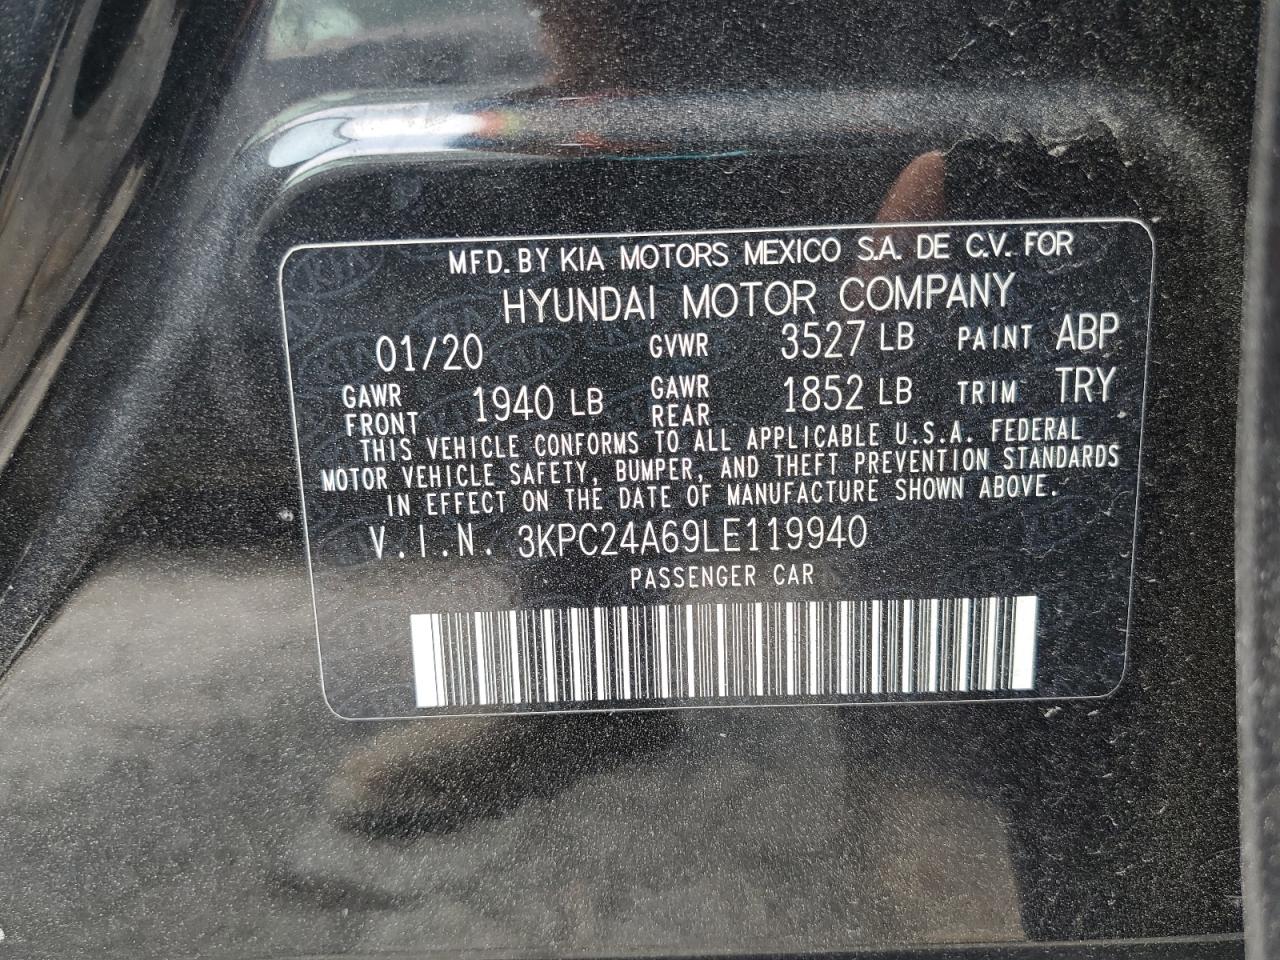 MFD. BY KIA MOTORS MEXICO S.A. DE C.V. FOR
HYUNDAI MOTOR COMPANY
01/20 GVWR 3527 LB PAINT ABP
GAWR FRONT 1940 LB GAWR REAR 1852 LB TRIM TRY
THIS VEHICLE CONFORMS TO ALL APPLICABLE U.S.A. FEDERAL
MOTOR VEHICLE SAFETY, BUMPER, AND THEFT PREVENTION STANDARDS
IN EFFECT ON THE DATE OF MANUFACTURE SHOWN ABOVE.
V.I.N. 3KPC24A69LE119940
PASSENGER CAR